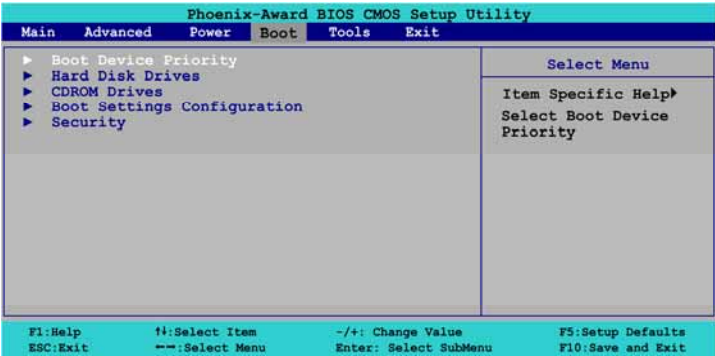 Phoenix-Award BIOS CMOS Setup Utility
Main Advanced Power Boot Tools Exit
► Boot Device Priority
► Hard Disk Drives
► CDROM Drives
► Boot Settings Configuration
► Security
Select Menu
Item Specific Help►
Select Boot Device
Priority
F1:Help ↑↓:Select Item -/+: Change Value F5:Setup Defaults
ESC:Exit ←→:Select Menu Enter: Select SubMenu F10:Save and Exit